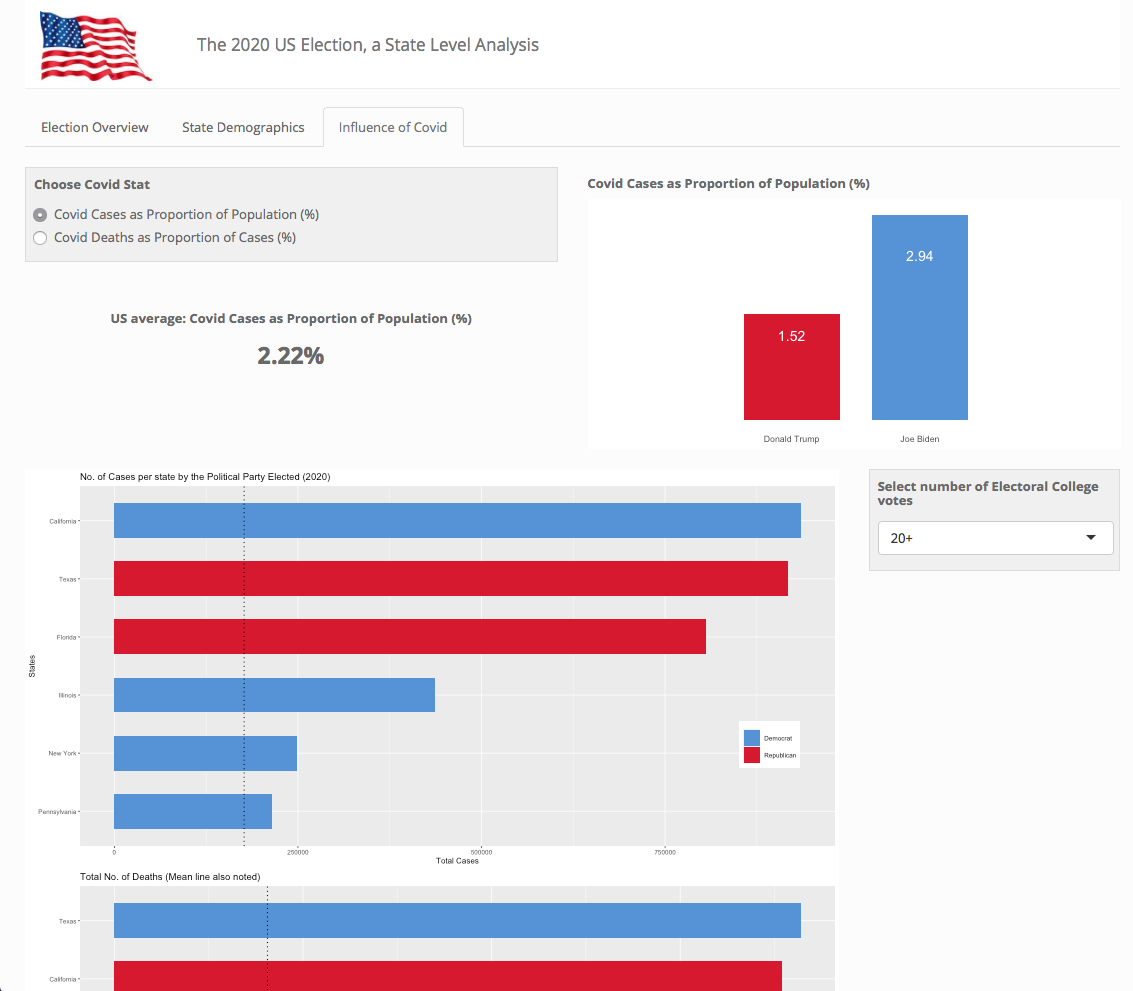 The 2020 US Election, a State Level Analysis
Election Overview
State Demographics
Influence of Covid
Choose Covid Stat
Covid Cases as Proportion of Population (%)
Covid Deaths as Proportion of Cases (%)
US average: Covid Cases as Proportion of Population (%)
2.22%
Covid Cases as Proportion of Population (%)
2.94
1.52
Donald Trump
Joe Biden
No. of Cases per state by the Political Party Elected (2020)
States
California
Texas
Florida
Illinois
New York
Pennsylvania
Democrat
Republican
0
250000
500000
750000
Total Cases
Select number of Electoral College
votes
20+
Total No. of Deaths (Mean line also noted)
Texas
California